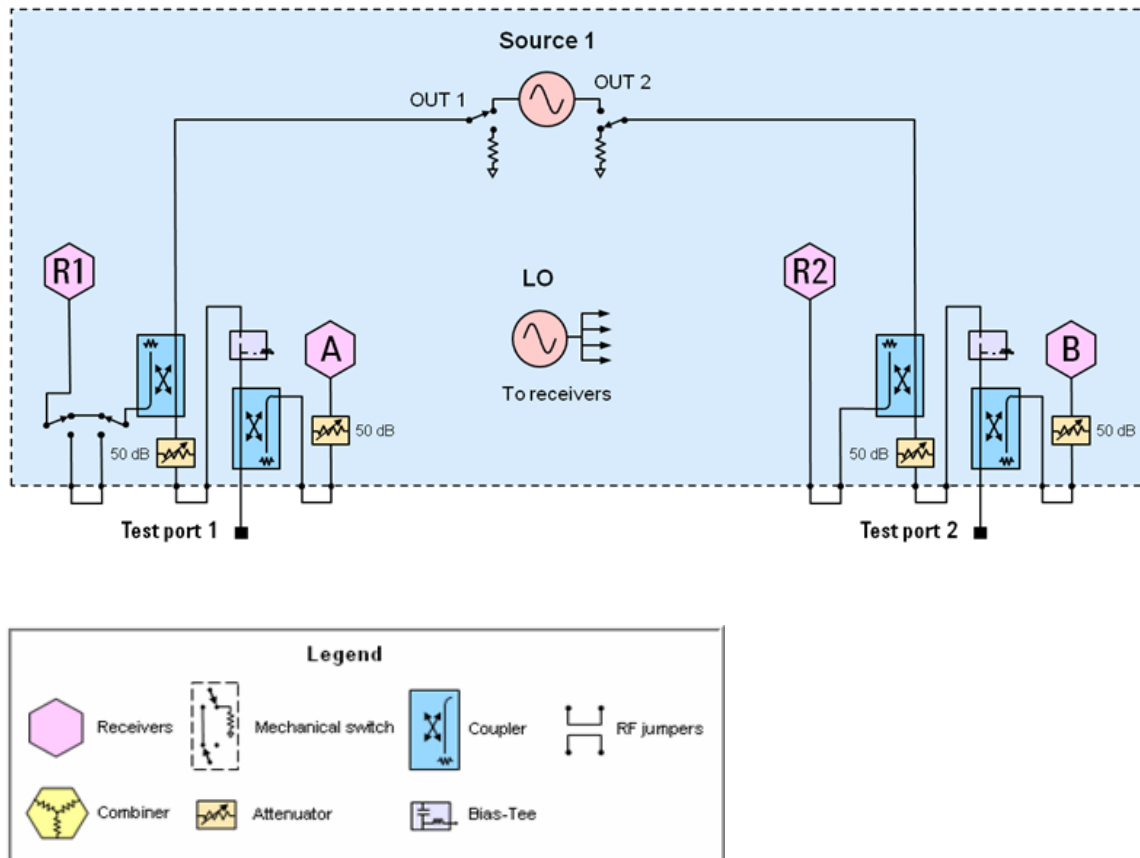 Source 1
OUT 1
OUT 2
R1
A
LO
To receivers
R2
B
50 dB
50 dB
50 dB
50 dB
Test port 1
Test port 2
Legend
Receivers
Mechanical switch
Coupler
RF jumpers
Combiner
Attenuator
Bias-Tee